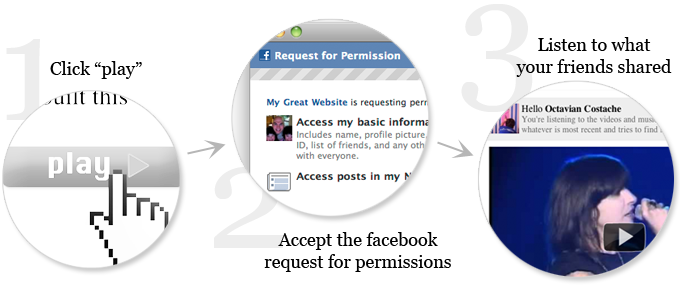 1
Click “play”
built this
play
2
Request for Permission
My Great Website is requesting perm
Access my basic informa
Includes name, profile picture,
ID, list of friends, and any oth
with everyone.
Access posts in my N
Accept the facebook
request for permissions
3
Listen to what
your friends shared
Hello Octavian Costache
You're listening to the videos and music
whatever is most recent and tries to find